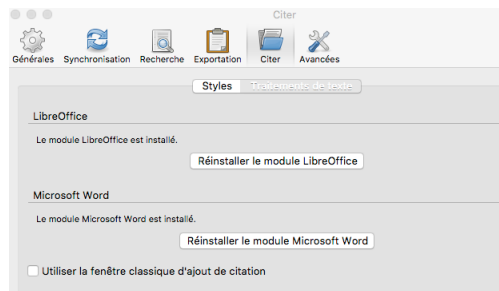 Citer
Générales Synchronisation Recherche Exportation Citer Avancées
Styles Traitements de texte
LibreOffice
Le module LibreOffice est installé.
Réinstaller le module LibreOffice
Microsoft Word
Le module Microsoft Word est installé.
Réinstaller le module Microsoft Word
Utiliser la fenêtre classique d'ajout de citation